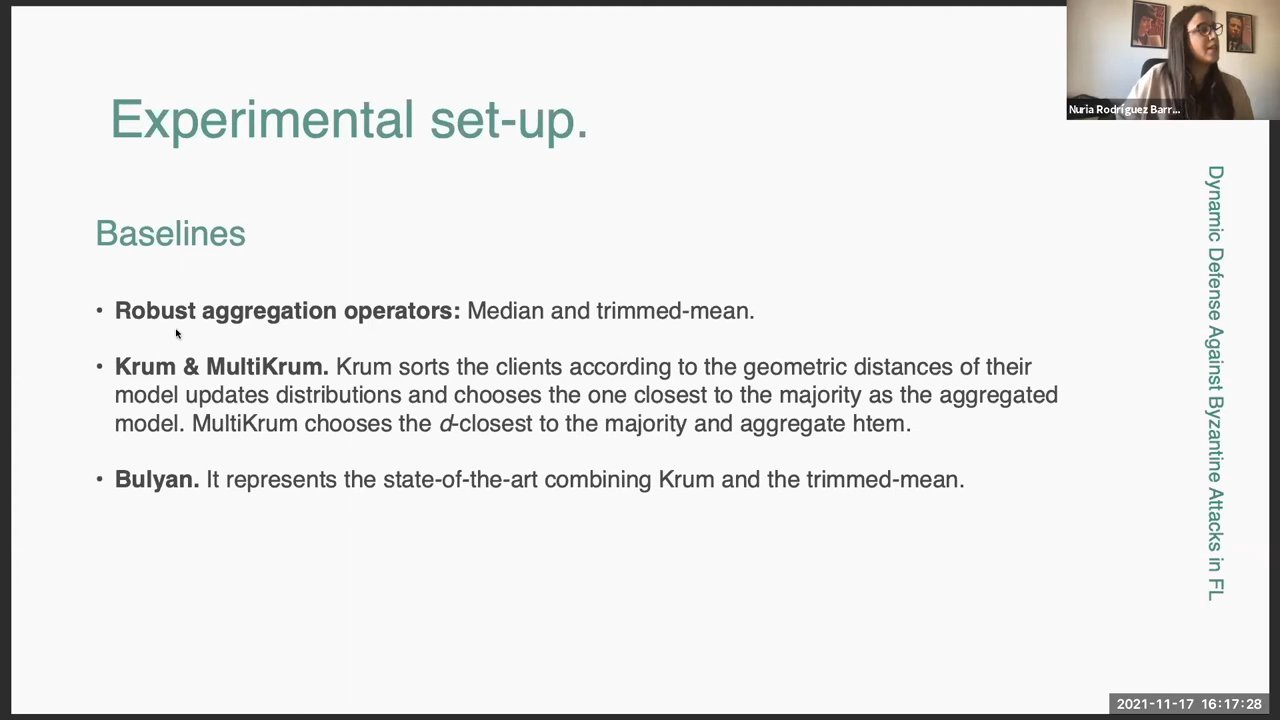 Experimental set-up.
Nuria Rodríguez Barr...
Baselines
• Robust aggregation operators: Median and trimmed-mean.
• Krum & MultiKrum. Krum sorts the clients according to the geometric distances of their
model updates distributions and chooses the one closest to the majority as the aggregated
model. MultiKrum chooses the d-closest to the majority and aggregate htem.
• Bulyan. It represents the state-of-the-art combining Krum and the trimmed-mean.
Dynamic Defense Against Byzantine Attacks in FL
2021-11-17 16:17:28